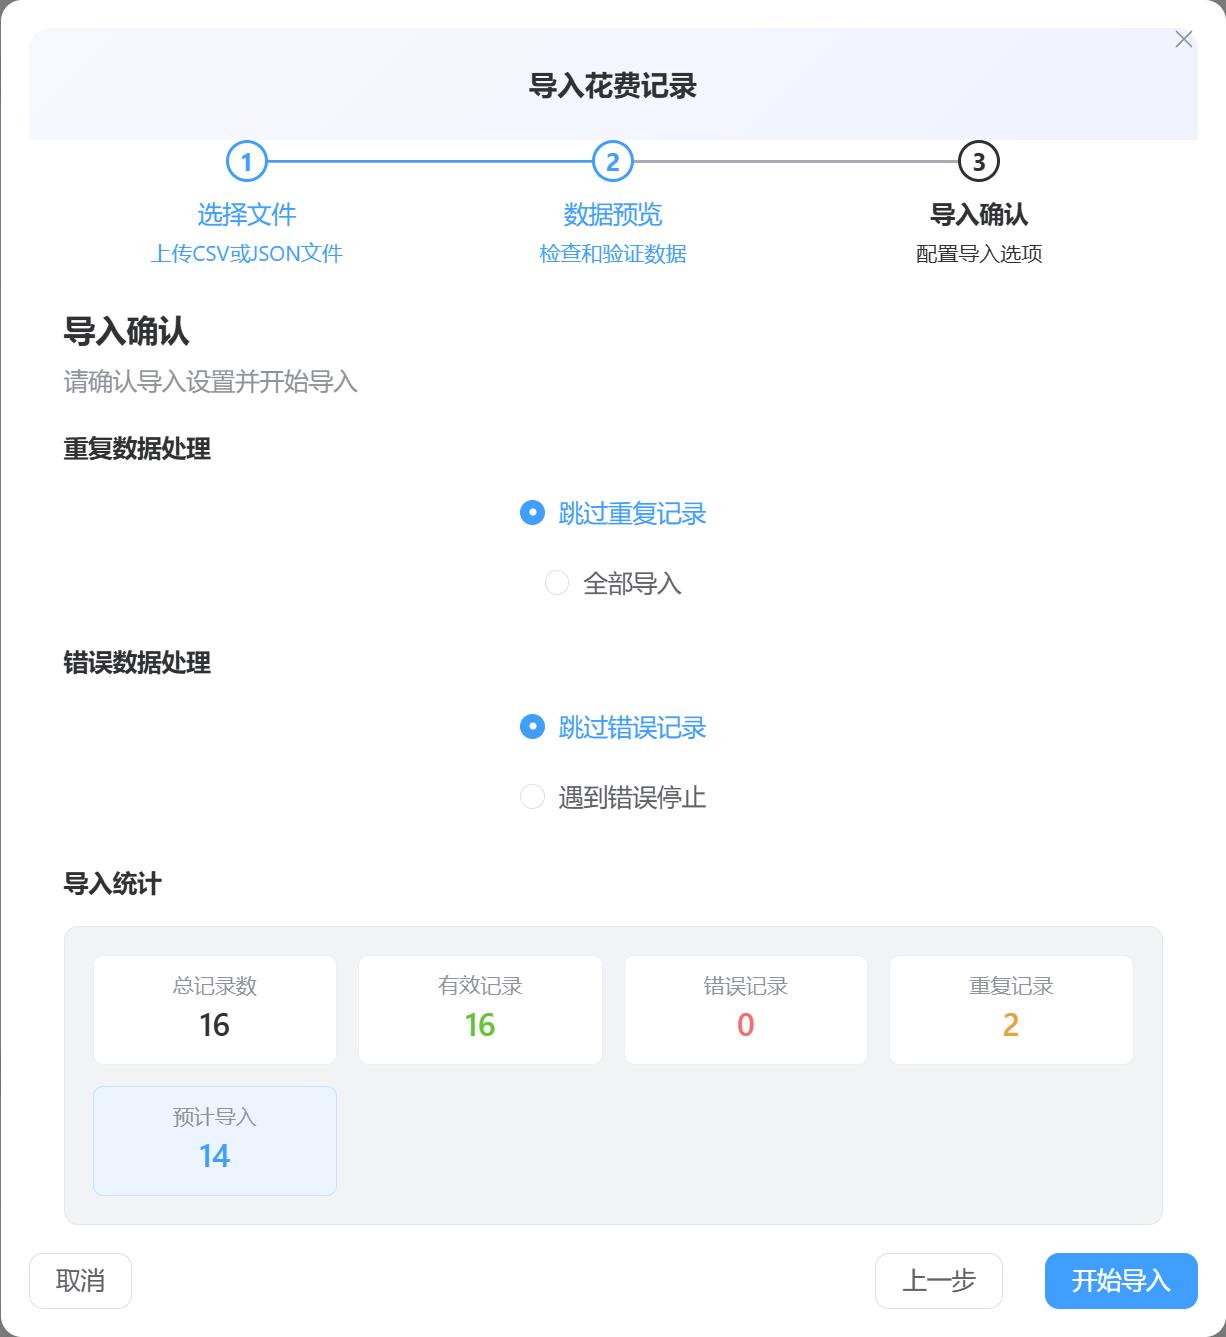 导入花费记录
1
2
3
选择文件
数据预览
导入确认
上传CSV或JSON文件
检查和验证数据
配置导入选项
导入确认
请确认导入设置并开始导入
重复数据处理
跳过重复记录
全部导入
错误数据处理
跳过错误记录
遇到错误停止
导入统计
总记录数
16
有效记录
16
错误记录
0
重复记录
2
预计导入
14
取消
上一步
开始导入